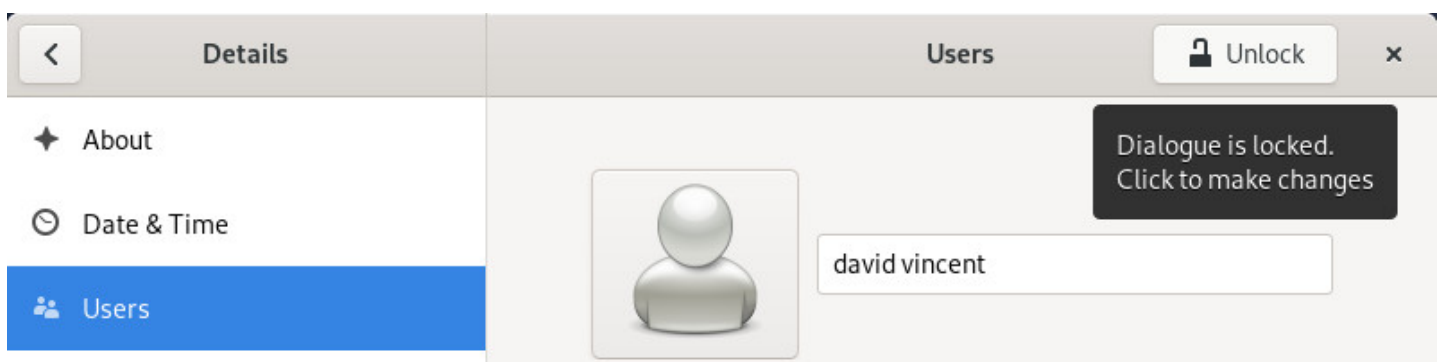 Details
Users
Unlock
About
Dialogue is locked.
Click to make changes
Date & Time
david vincent
Users